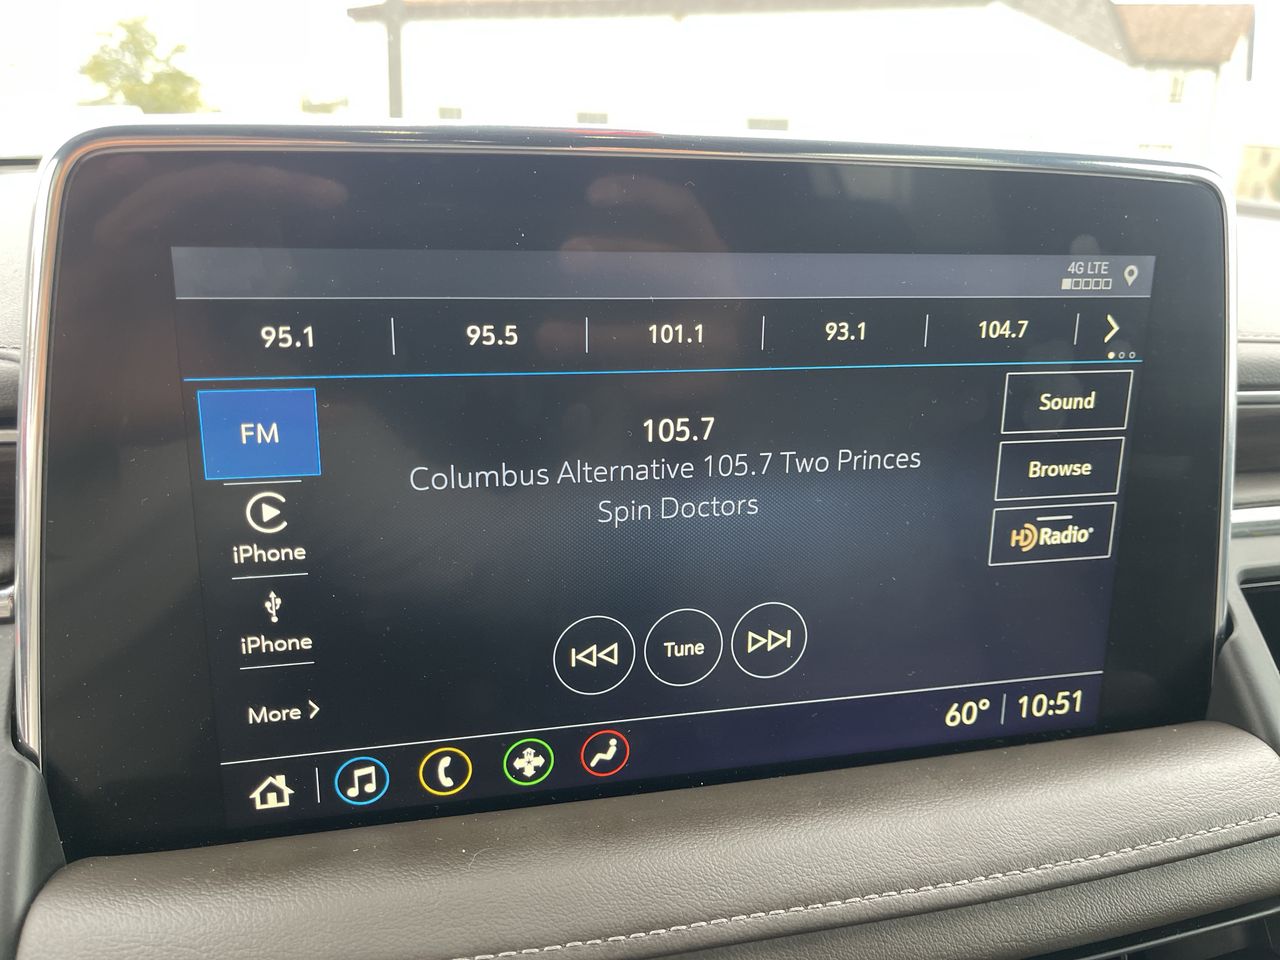 4G LTE
95.1 95.5 101.1 93.1 104.7
FM
105.7
Columbus Alternative 105.7 Two Princes
Spin Doctors
Sound
Browse
HD Radio
iPhone
iPhone
More
Tune
60° 10:51